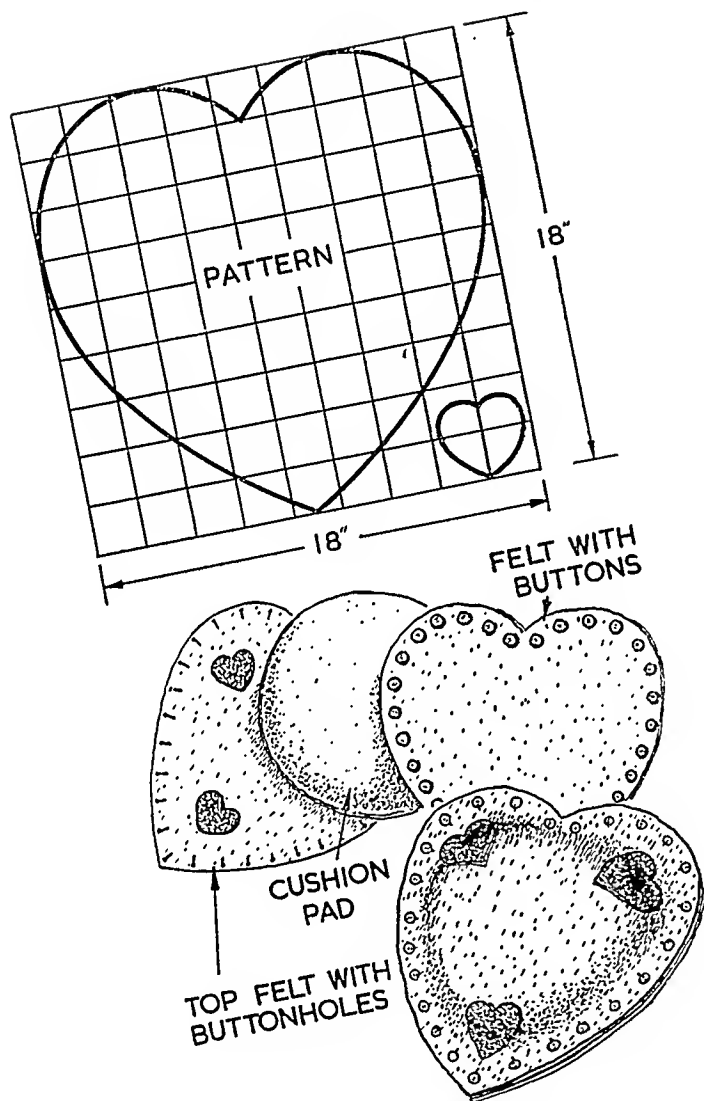 PATTERN
18"
18"
FELT WITH
BUTTONS
CUSHION
PAD
TOP FELT WITH
BUTTONHOLES